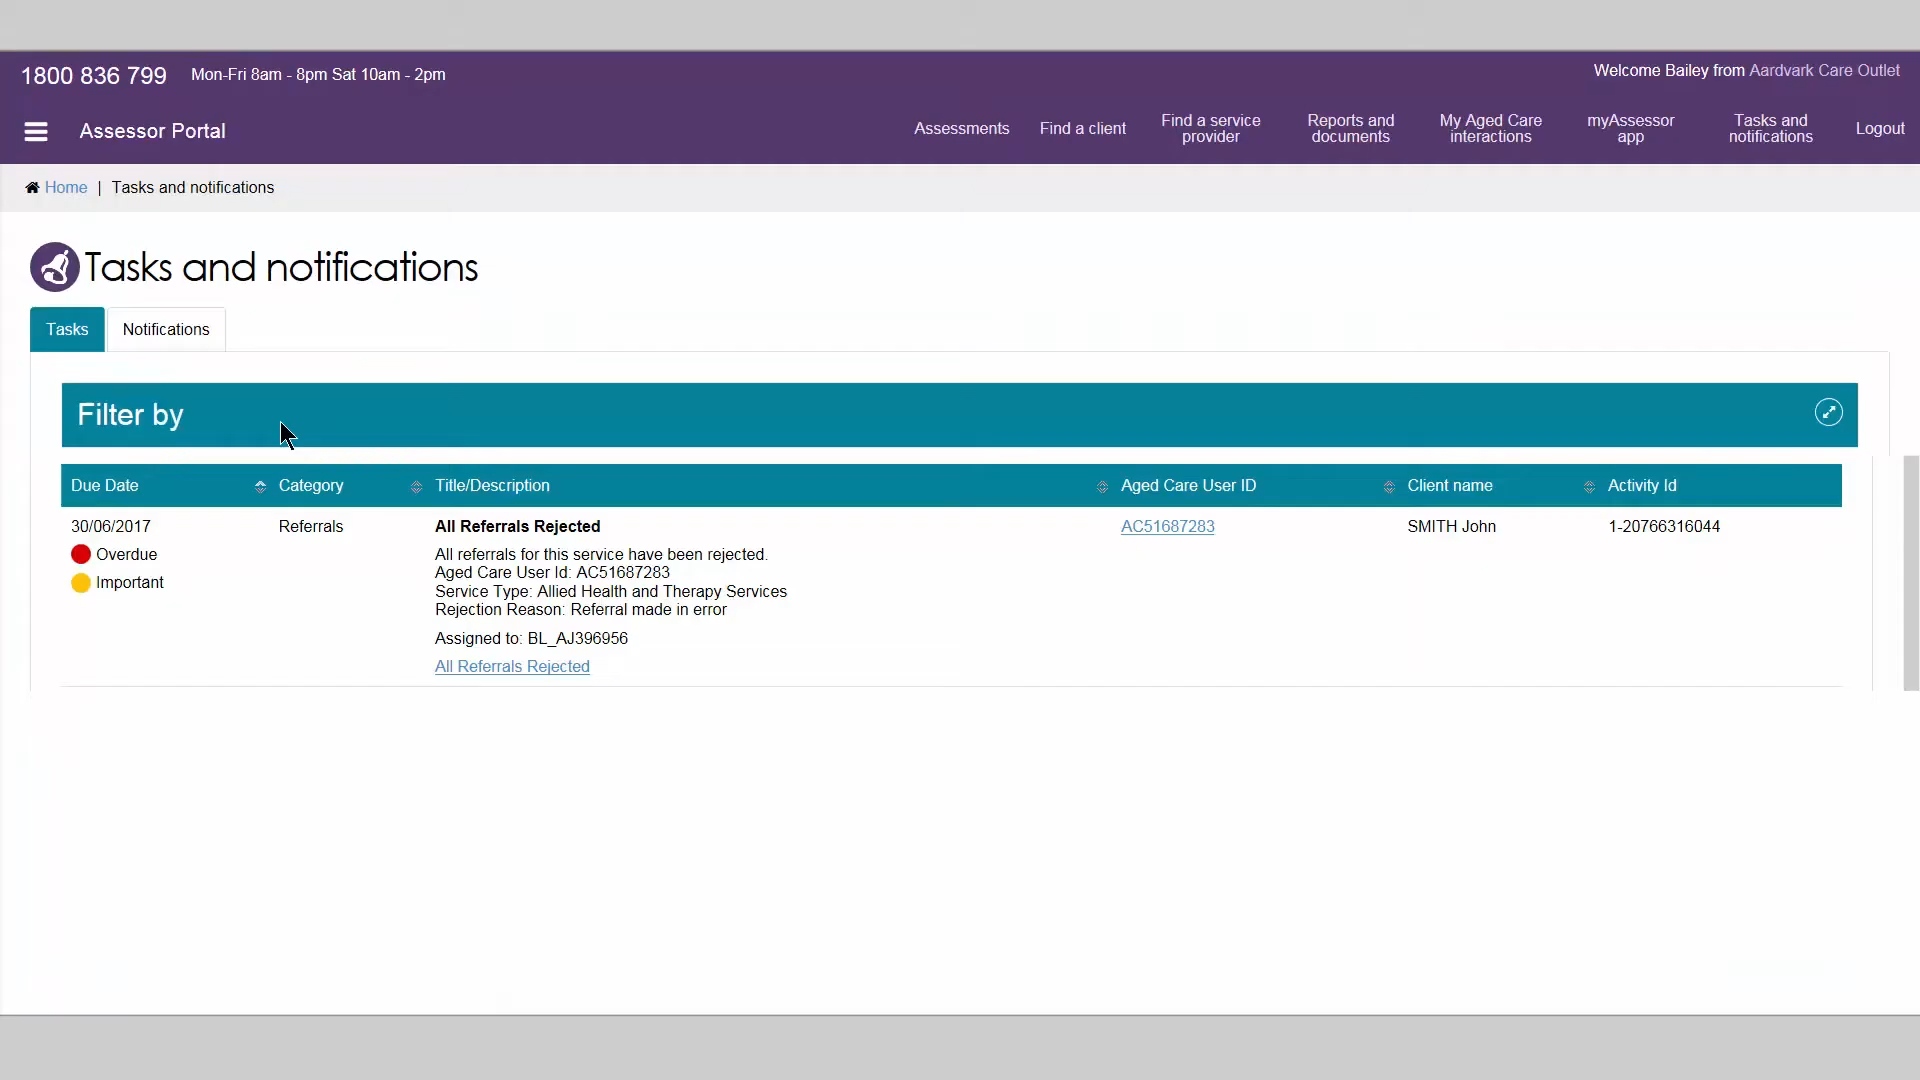 1800 836 799 Mon-Fri 8am - 8pm Sat 10am - 2pm Welcome Bailey from Aardvark Care Outlet
Assessor Portal
Assessments
Find a client
Find a service
provider
Reports and
documents
My Aged Care
interactions
myAssessor
app
Tasks and
notifications
Logout
Home | Tasks and notifications
Tasks and notifications
Tasks Notifications
Filter by
Due Date Category Title/Description Aged Care User ID Client name Activity Id
30/06/2017 Referrals All Referrals Rejected AC51687283 SMITH John 1-20766316044
Overdue
Important
All referrals for this service have been rejected.
Aged Care User Id: AC51687283
Service Type: Allied Health and Therapy Services
Rejection Reason: Referral made in error
Assigned to: BL_AJ396956
All Referrals Rejected